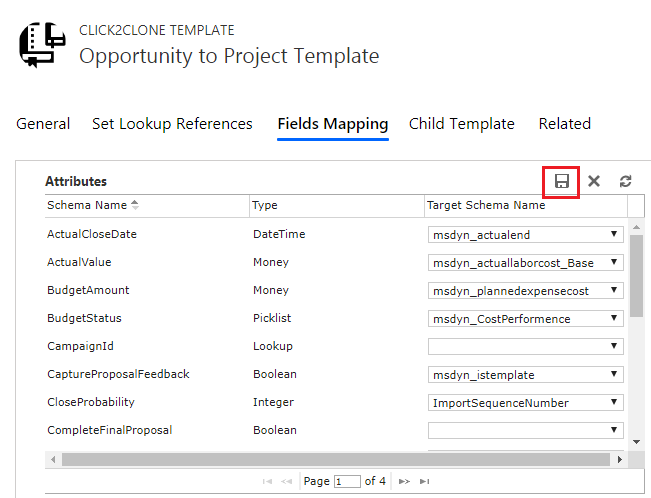 CLICK2CLONE TEMPLATE
Opportunity to Project Template
General Set Lookup References Fields Mapping Child Template Related
Attributes
Schema Name Type Target Schema Name
ActualCloseDate DateTime msdyn_actualend
ActualValue Money msdyn_actuallaborcost_Base
BudgetAmount Money msdyn_plannedexpensecost
BudgetStatus Picklist msdyn_CostPerformence
CampaignId Lookup
CaptureProposalFeedback Boolean msdyn_istemplate
CloseProbability Integer ImportSequenceNumber
CompleteFinalProposal Boolean
Page 1 of 4